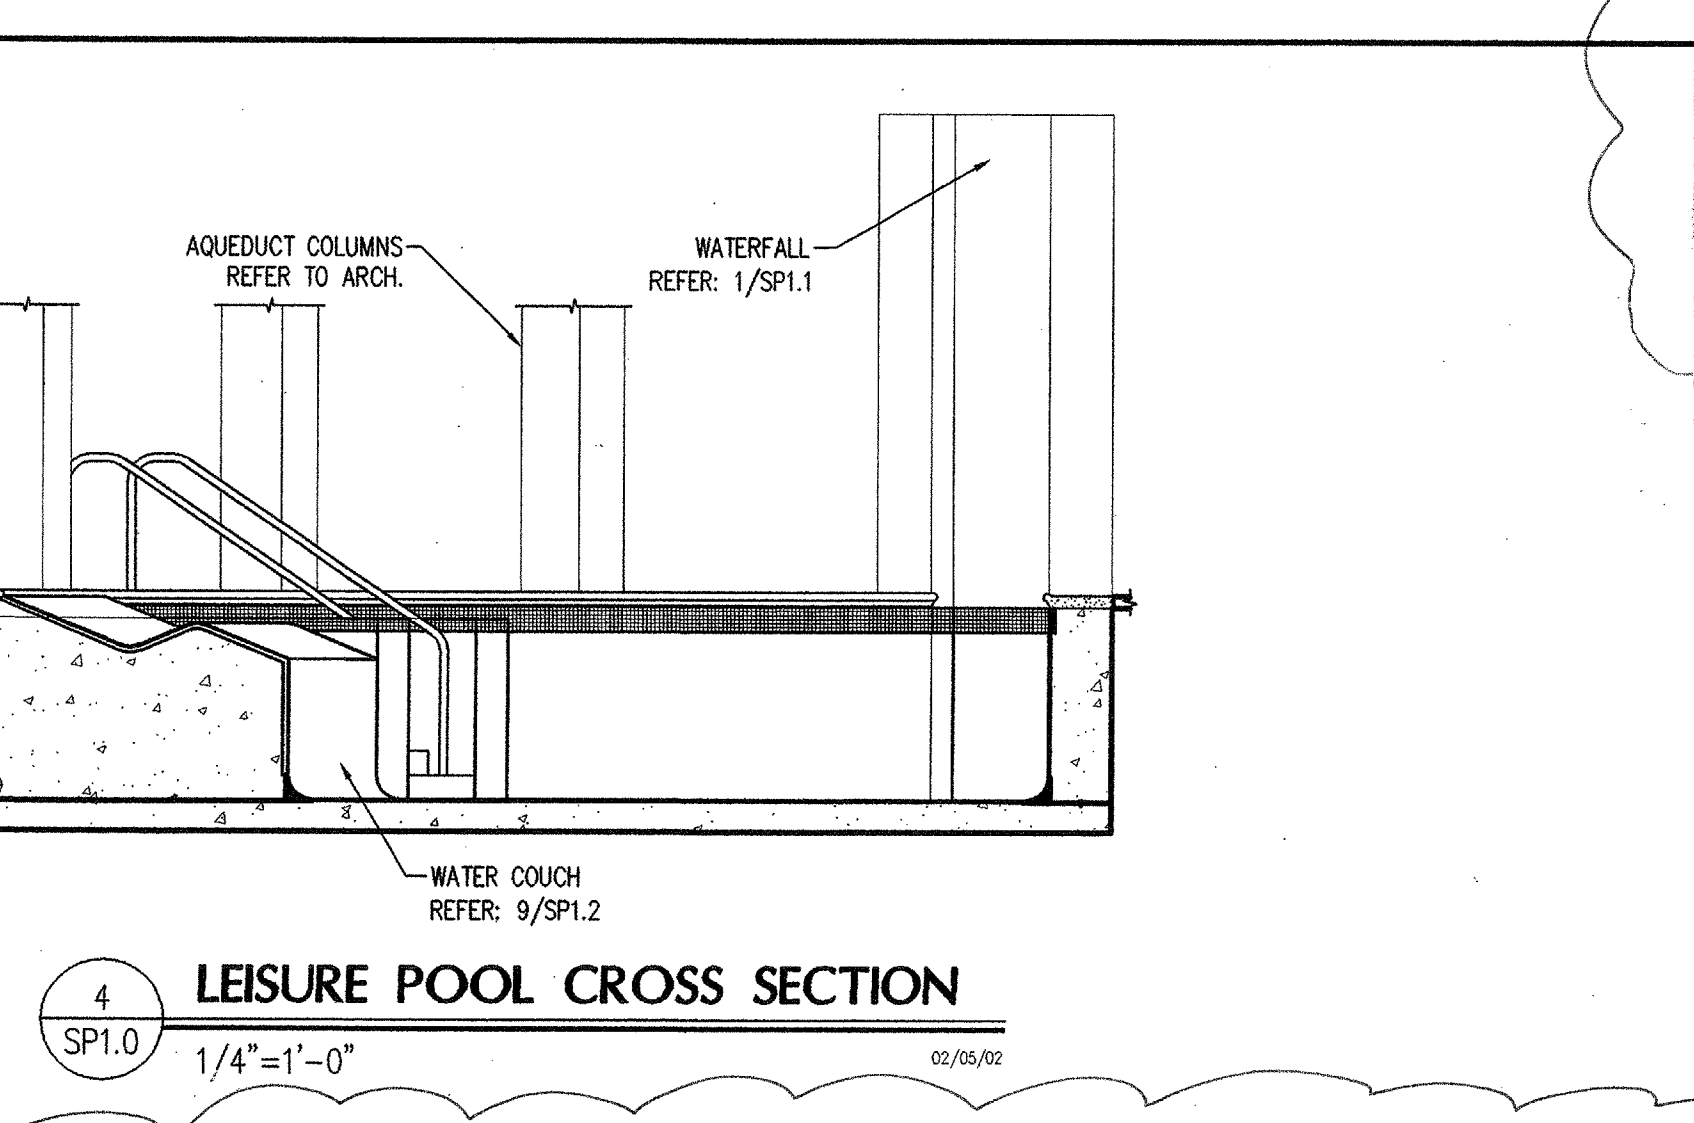 AQUEDUCT COLUMNS
REFER TO ARCH.
WATERFALL
REFER: 1/SP1.1
WATER COUCH
REFER: 9/SP1.2
4
SP1.0
LEISURE POOL CROSS SECTION
1/4"=1'-0"
02/05/02